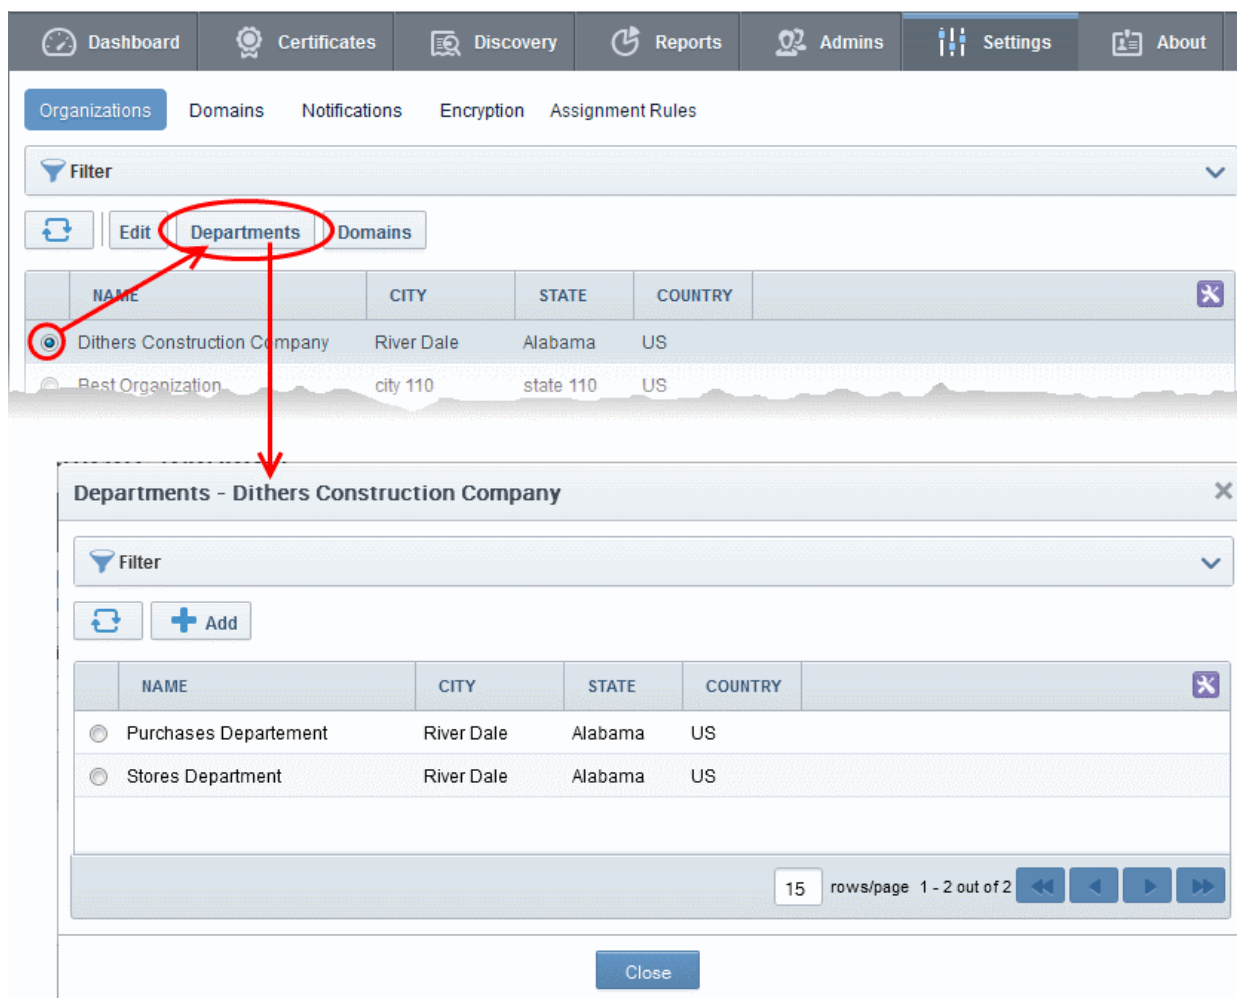 Dashboard Certificates Discovery Reports Admins Settings About
Organizations Domains Notifications Encryption Assignment Rules
Filter
Edit Departments Domains
NAME CITY STATE COUNTRY
Dithers Construction Company River Dale Alabama US
Best Organization city 110 state 110 US
Departments - Dithers Construction Company
Filter
Add
NAME CITY STATE COUNTRY
Purchases Departement River Dale Alabama US
Stores Department River Dale Alabama US
15 rows/page 1 - 2 out of 2
Close